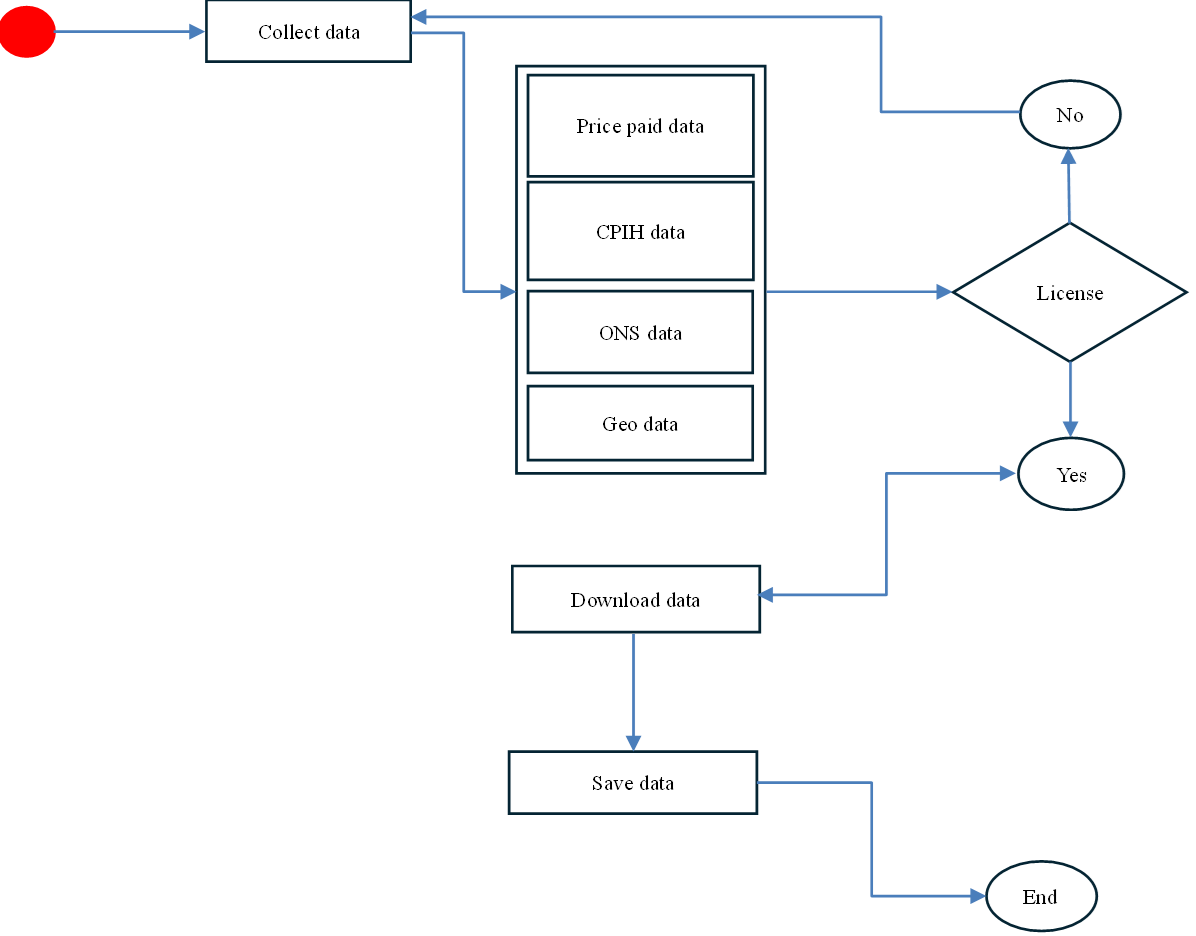 Collect data
Price paid data
No
CPIH data
License
ONS data
Geo data
Yes
Download data
Save data
End